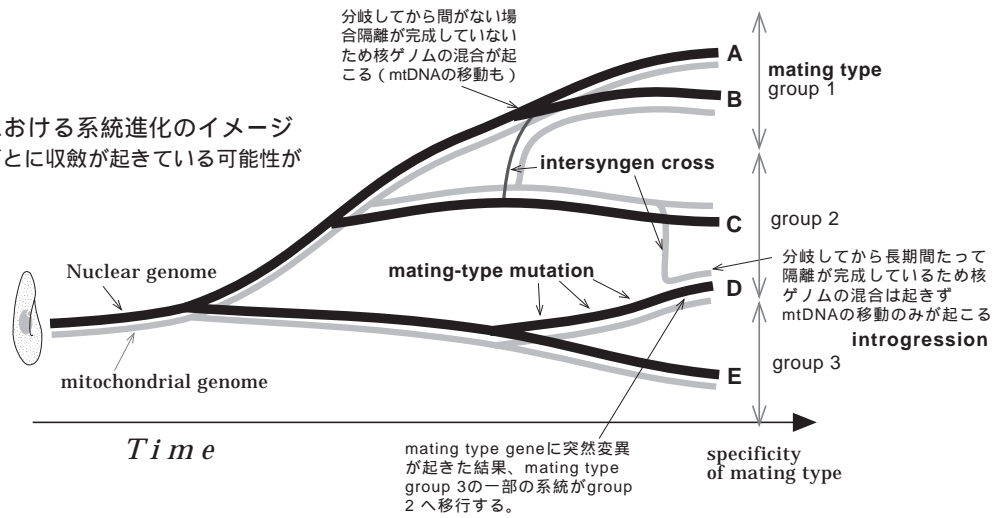 分岐してから間がない場
合隔離が完成していない
ため核ゲノムの混合が起
こる（mtDNAの移動も）
における系統進化のイメージ
とに収斂が起きている可能性が
A
mating type
group 1
B
intersyngen cross
C
group 2
Nuclear genome
mating-type mutation
分岐してから長期間たって
隔離が完成しているため核
ゲノムの混合は起きず
mtDNAの移動のみが起こる
introgression
D
group 3
E
mitochondrial genome
Time
mating type geneに突然変異
が起きた結果、mating type
group 3の一部の系統がgroup
2 へ移行する。
specificity
of mating type